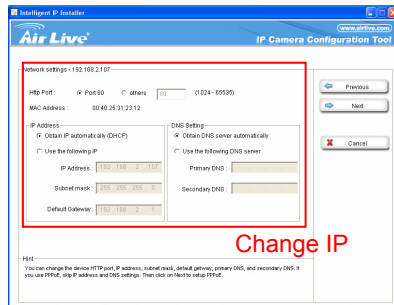 Intelligent IP Installer
Air Live
www.airlive.com
IP Camera Configuration Tool
Network settings - 192.168.2.107
Http Port : Port 80 others 80 (1024 - 65535)
MAC Address : 00:40:25:31:23:12
IP Address
Obtain IP automatically (DHCP)
Use the following IP
IP Address : 192 . 168 . 2 . 107
Subnet mask : 255 . 255 . 255 . 0
Default Gateway : 192 . 168 . 2 . 1
DNS Setting
Obtain DNS server automatically
Use the following DNS server
Primary DNS :
Secondary DNS :
Previous
Next
Cancel
Change IP
Hint
You can change the device HTTP port, IP address, subnet mask, default getway, primary DNS, and secondary DNS. If
you use PPPoE, skip IP address and DNS settings. Then click on Next to setup PPPoE.